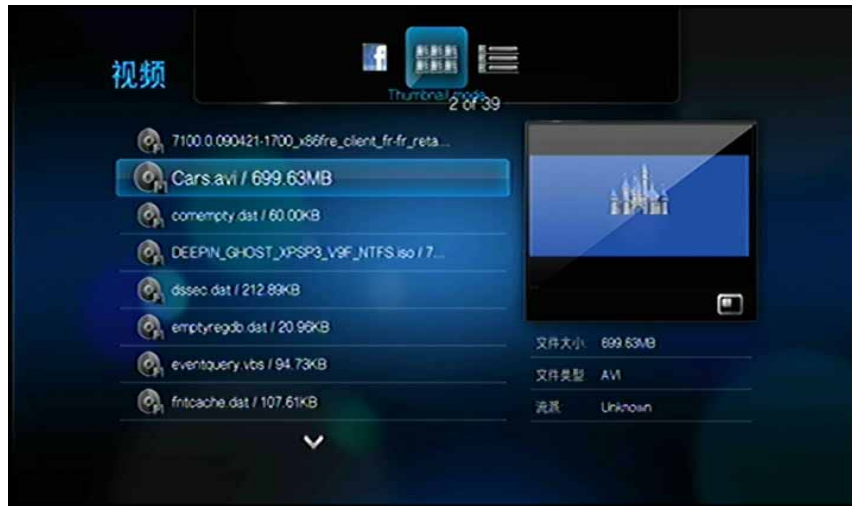 视频
Thumbnail mode
2 of 39
7100.0.090421-1700_x86fre_client_fr-fr_reta...
Cars.avi / 699.63MB
comempty.dat / 60.00KB
DEEPIN_GHOST_XPSP3_V9F_NTFS.iso / 7...
dssec.dat / 212.89KB
emptyregdb.dat / 20.96KB
eventquery.vbs / 94.73KB
fntcache.dat / 107.61KB
文件大小: 699.63MB
文件类型: AVI
流派: Unknown